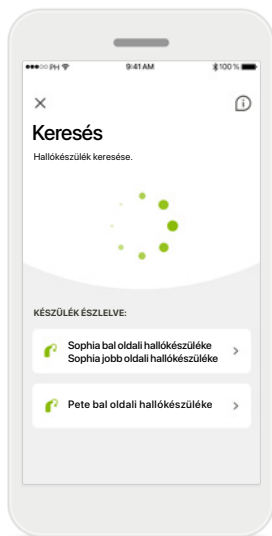 PH 9:41 AM 100 %
Keresés
Hallókészülék keresése.
KÉSZÜLÉK ÉSZLELVE:
Sophia bal oldali hallókészüléke
Sophia jobb oldali hallókészüléke
Pete bal oldali hallókészüléke